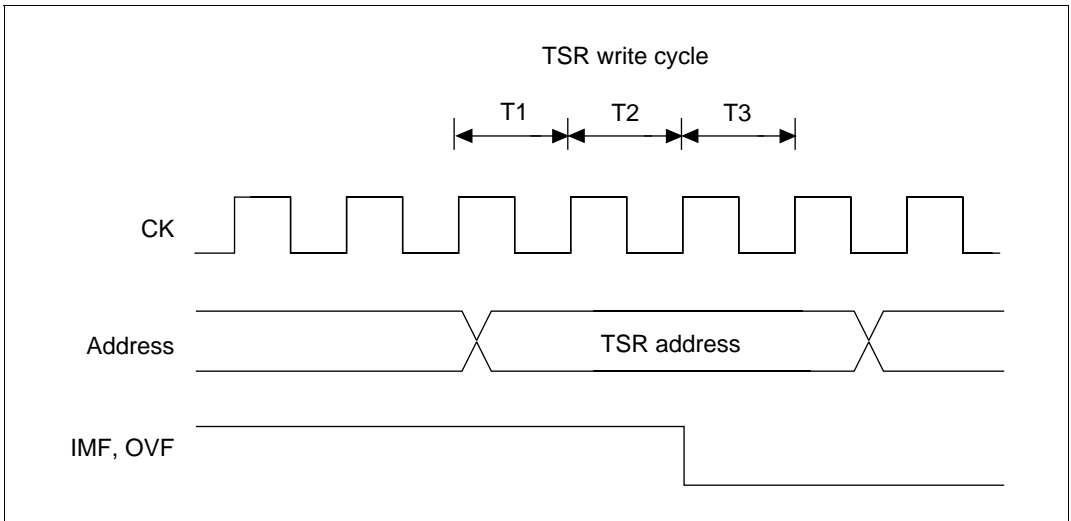 TSR write cycle
T1 T2 T3
CK
Address TSR address
IMF, OVF